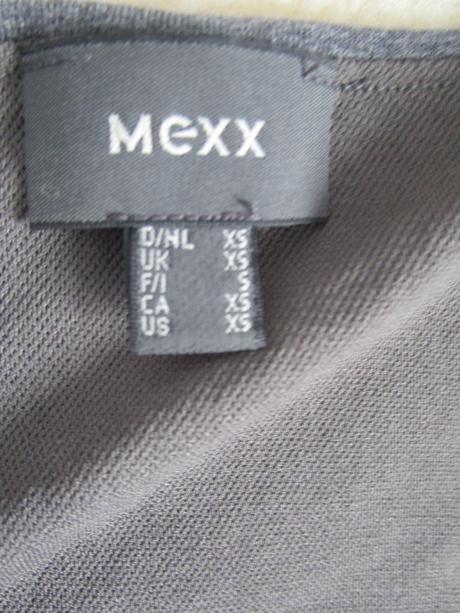 Mexx
D/NL XS
UK XS
F/I S
CA XS
US XS